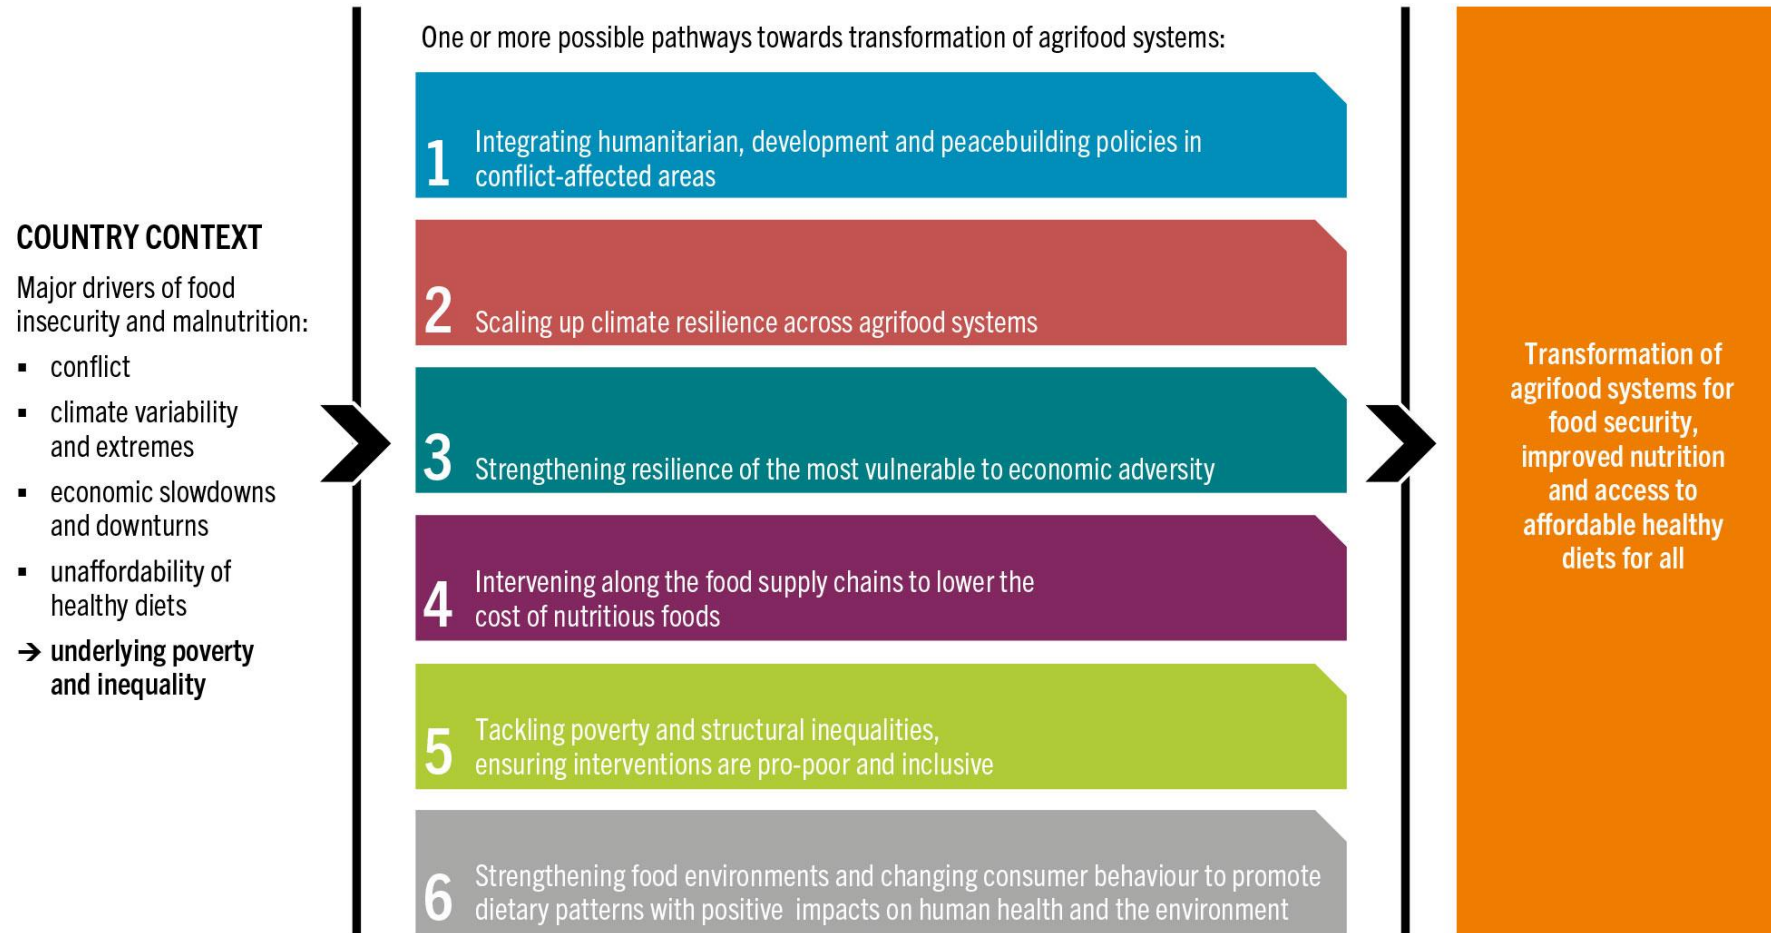 COUNTRY CONTEXT
Major drivers of food
insecurity and malnutrition:
▪ conflict
▪ climate variability
and extremes
▪ economic slowdowns
and downturns
▪ unaffordability of
healthy diets
→ underlying poverty
and inequality
One or more possible pathways towards transformation of agrifood systems:
1 Integrating humanitarian, development and peacebuilding policies in
conflict-affected areas
2 Scaling up climate resilience across agrifood systems
3 Strengthening resilience of the most vulnerable to economic adversity
4 Intervening along the food supply chains to lower the
cost of nutritious foods
5 Tackling poverty and structural inequalities,
ensuring interventions are pro-poor and inclusive
6 Strengthening food environments and changing consumer behaviour to promote
dietary patterns with positive impacts on human health and the environment
Transformation of
agrifood systems for
food security,
improved nutrition
and access to
affordable healthy
diets for all